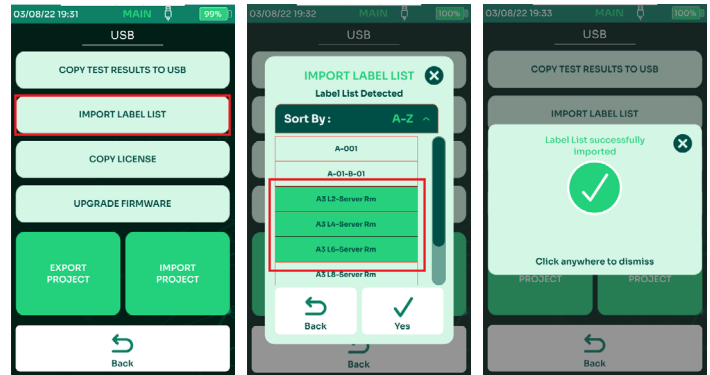 03/08/22 19:31 MAIN 99%
USB
COPY TEST RESULTS TO USB
IMPORT LABEL LIST
COPY LICENSE
UPGRADE FIRMWARE
EXPORT
PROJECT
IMPORT
PROJECT
Back
03/08/22 19:32 MAIN 100%
USB
IMPORT LABEL LIST
Label List Detected
Sort By : A-Z
A-001
A-01-B-01
A3 L2-Server Rm
A3 L4-Server Rm
A3 L6-Server Rm
A3 L8-Server Rm
Back
Yes
Back
03/08/22 19:33 MAIN 100%
USB
COPY TEST RESULTS TO USB
IMPORT LABEL LIST
Label List successfully
imported
Click anywhere to dismiss
PROJECT
PROJECT
Back